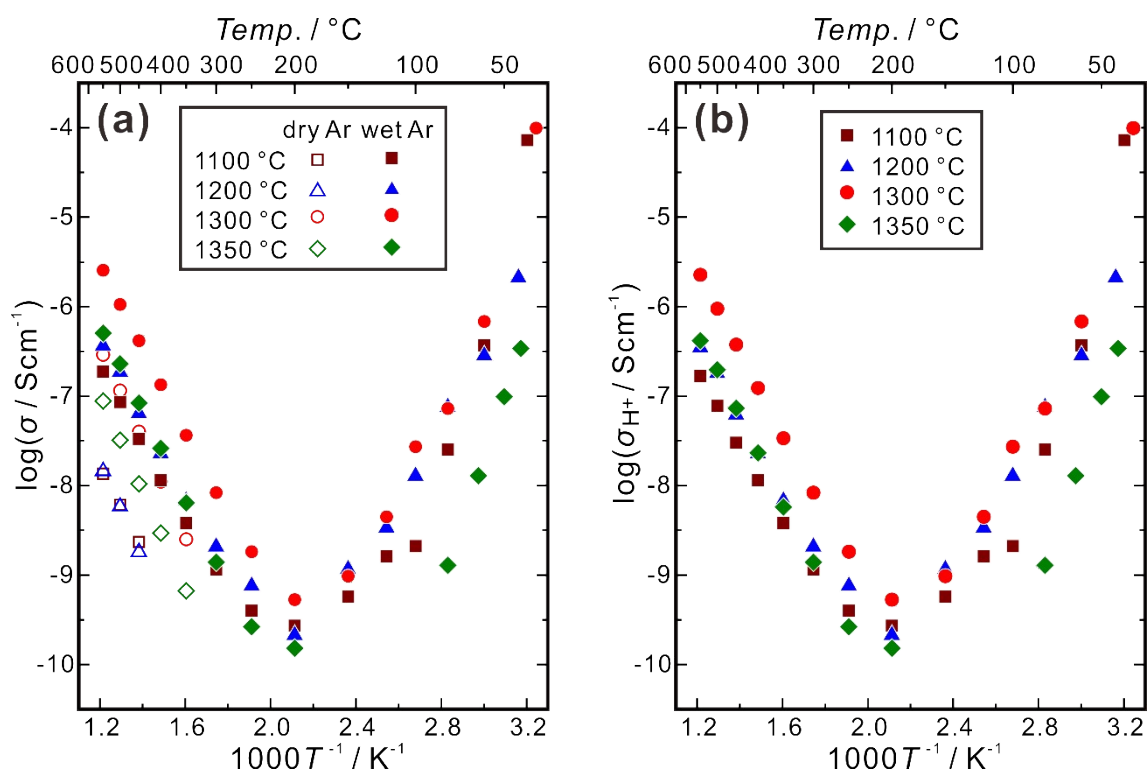 Temp. / °C
600 500 400 300 200 100 50
(a)
dry Ar wet Ar
1100 °C
1200 °C
1300 °C
1350 °C
log(σ / Scm⁻¹)
-4
-5
-6
-7
-8
-9
-10
1.2 1.6 2.0 2.4 2.8 3.2
1000T⁻¹ / K⁻¹
Temp. / °C
600 500 400 300 200 100 50
(b)
1100 °C
1200 °C
1300 °C
1350 °C
log(σH+ / Scm⁻¹)
-4
-5
-6
-7
-8
-9
-10
1.2 1.6 2.0 2.4 2.8 3.2
1000T⁻¹ / K⁻¹